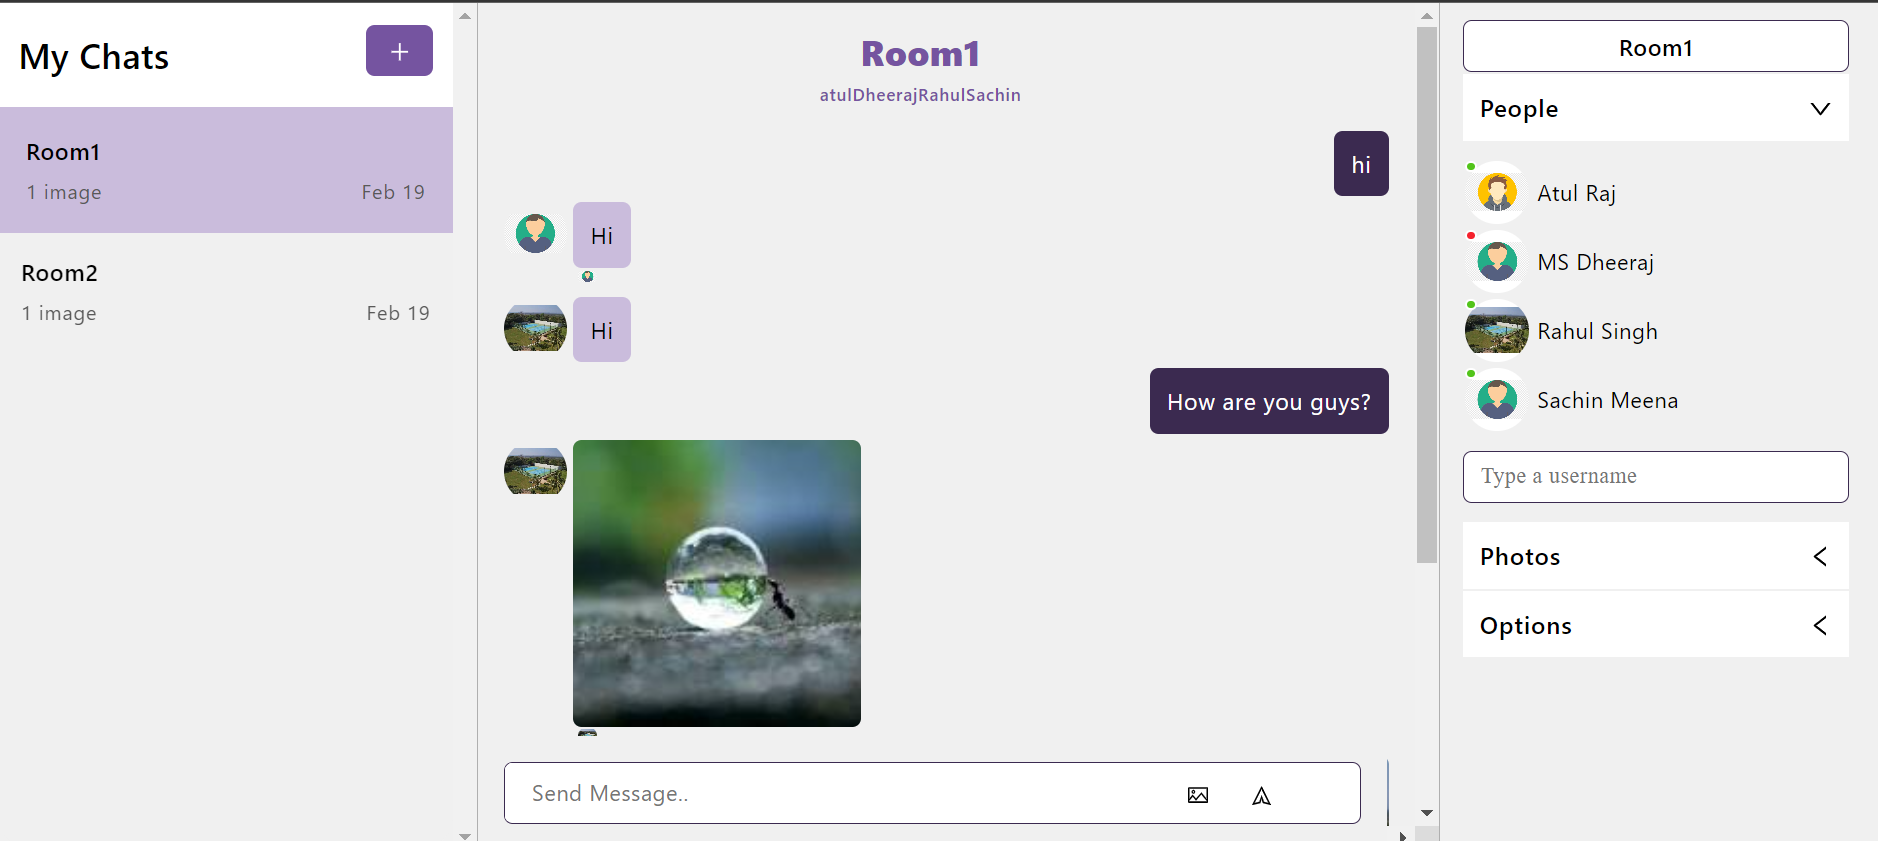 My Chats
+
Room1
1 image
Feb 19
Room2
1 image
Feb 19
Room1
atulDheerajRahulSachin
hi
Hi
Hi
How are you guys?
Send Message..
Room1
People
Atul Raj
MS Dheeraj
Rahul Singh
Sachin Meena
Type a username
Photos
Options